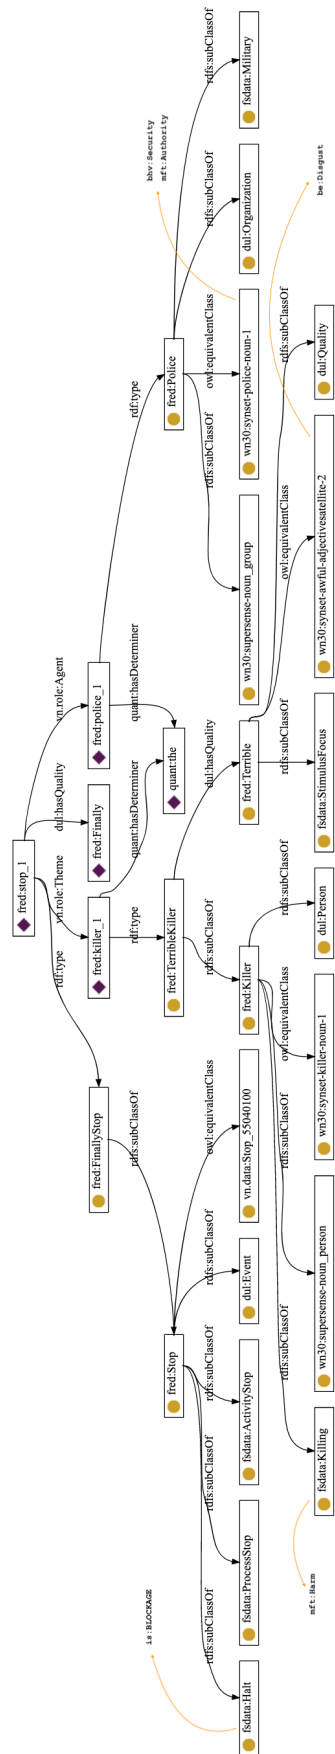 fred:stop_1
rdf:type
vn.role:Theme
dul:hasQuality
vn.role:Agent
fred:FinallyStop
fred:killer_1
fred:Finally
fred:police_1
rdfs:subClassOf
rdf:type
quant:hasDeterminer
quant:hasDeterminer
rdf:type
fred:Stop
fred:TerribleKiller
quant:the
fred:Police
is:BLOCKAGE
rdfs:subClassOf
rdfs:subClassOf
rdfs:subClassOf
rdfs:subClassOf
owl:equivalentClass
rdfs:subClassOf
dul:hasQuality
rdfs:subClassOf
owl:equivalentClass
rdfs:subClassOf
rdfs:subClassOf
bhv:Security
mft:Authority
fsdata:Halt
fsdata:ProcessStop
fsdata:ActivityStop
dul:Event
vn.data:Stop_55040100
fred:Killer
fred:Terrible
wn30:supersense-noun_group
wn30:synset-police-noun-1
dul:Organization
fsdata:Military
rdfs:subClassOf
rdfs:subClassOf
owl:equivalentClass
rdfs:subClassOf
rdfs:subClassOf
owl:equivalentClass
rdfs:subClassOf
mft:Harm
fsdata:Killing
wn30:supersense-noun_person
wn30:synset-killer-noun-1
dul:Person
fsdata:StimulusFocus
wn30:synset-awful-adjectivesatellite-2
dul:Quality
be:Disgust